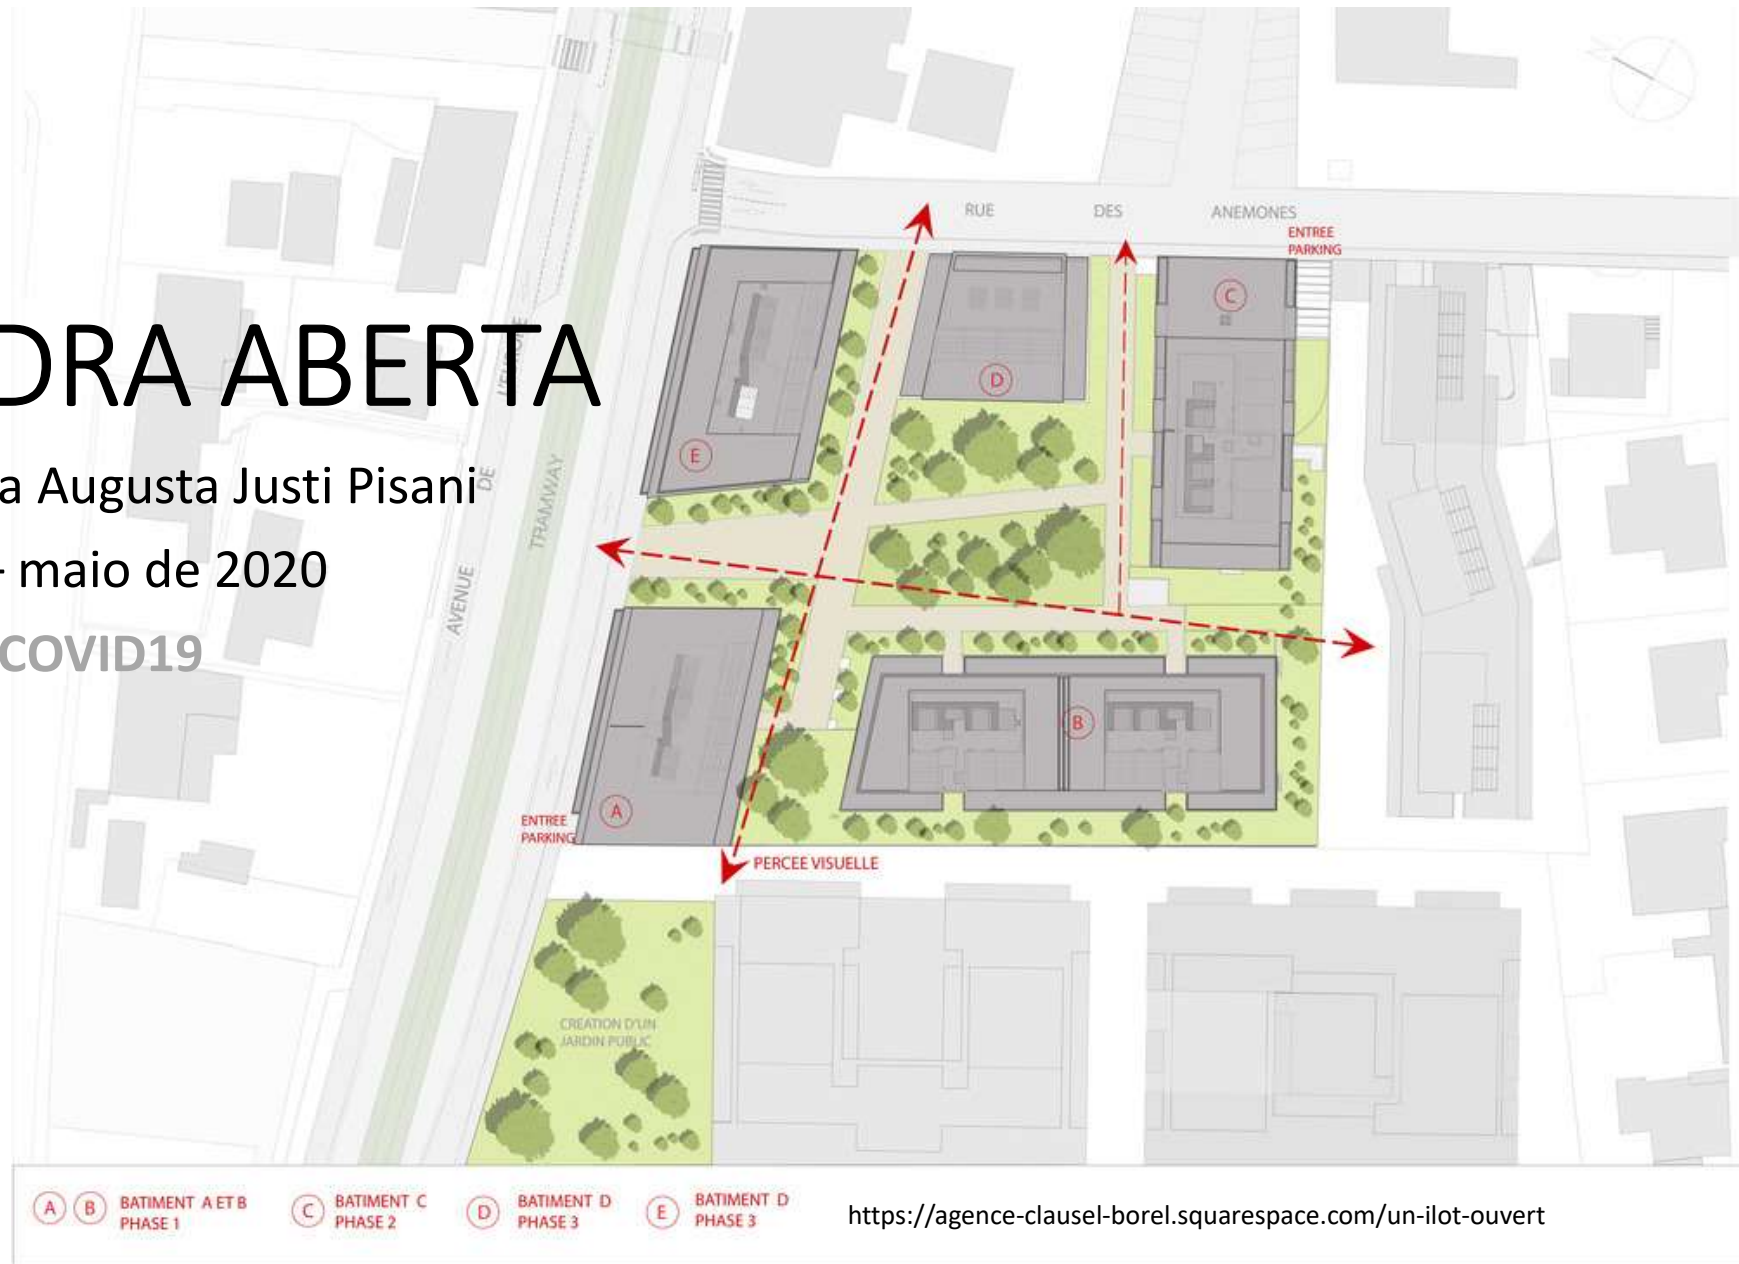 RUE DES ANEMONES
ENTREE
PARKING
C
D
E
DRA ABERTA
a Augusta Justi Pisani
- maio de 2020
COVID19
AVENUE DE L'EUROPE
TRAMWAY
B
A
ENTREE
PARKING
PERCEE VISUELLE
CREATION D'UN
JARDIN PUBLIC
A B BATIMENT A ET B
PHASE 1
C BATIMENT C
PHASE 2
D BATIMENT D
PHASE 3
E BATIMENT D
PHASE 3
https://agence-clausel-borel.squarespace.com/un-ilot-ouvert